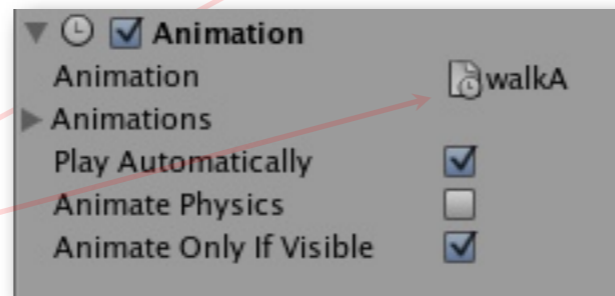 Animation
Animation walkA
Animations
Play Automatically
Animate Physics
Animate Only If Visible